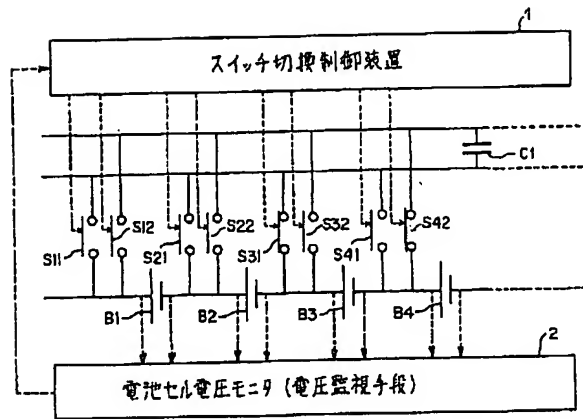 1
スイッチ切換制御装置
C1
S11
S12
S21
S22
S31
S32
S41
S42
B1
B2
B3
B4
2
電池セル電圧モニタ(電圧監視手段)